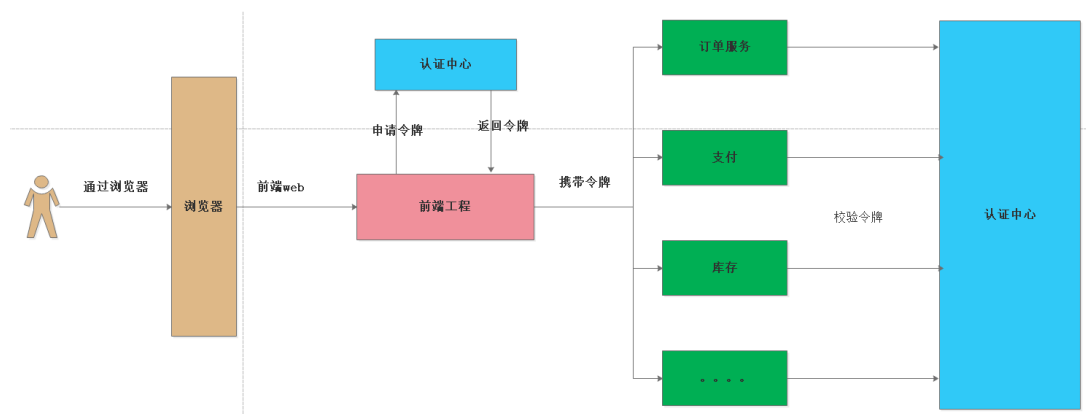 订单服务
认证中心
申请令牌
返回令牌
支付
通过浏览器
浏览器
前端web
前端工程
携带令牌
校验令牌
认证中心
库存
。。。。